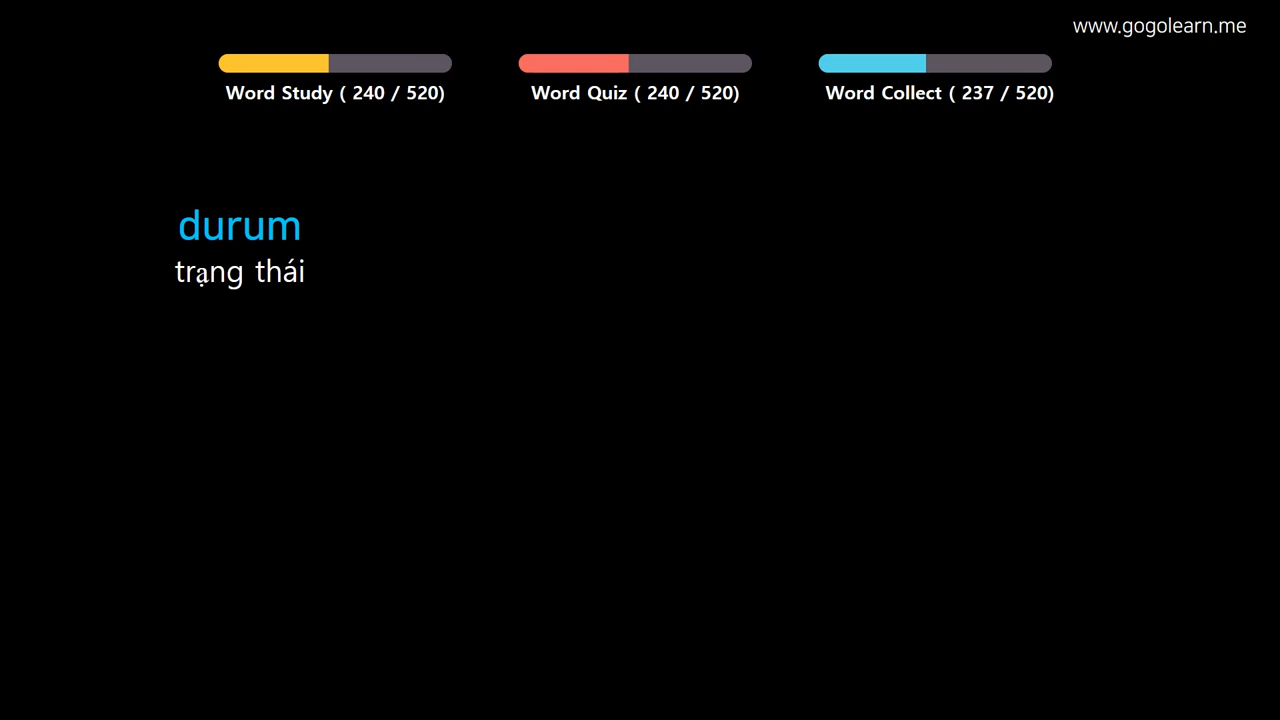 www.gogolearn.me
Word Study ( 240 / 520)
Word Quiz ( 240 / 520)
Word Collect ( 237 / 520)
durum
trạng thái